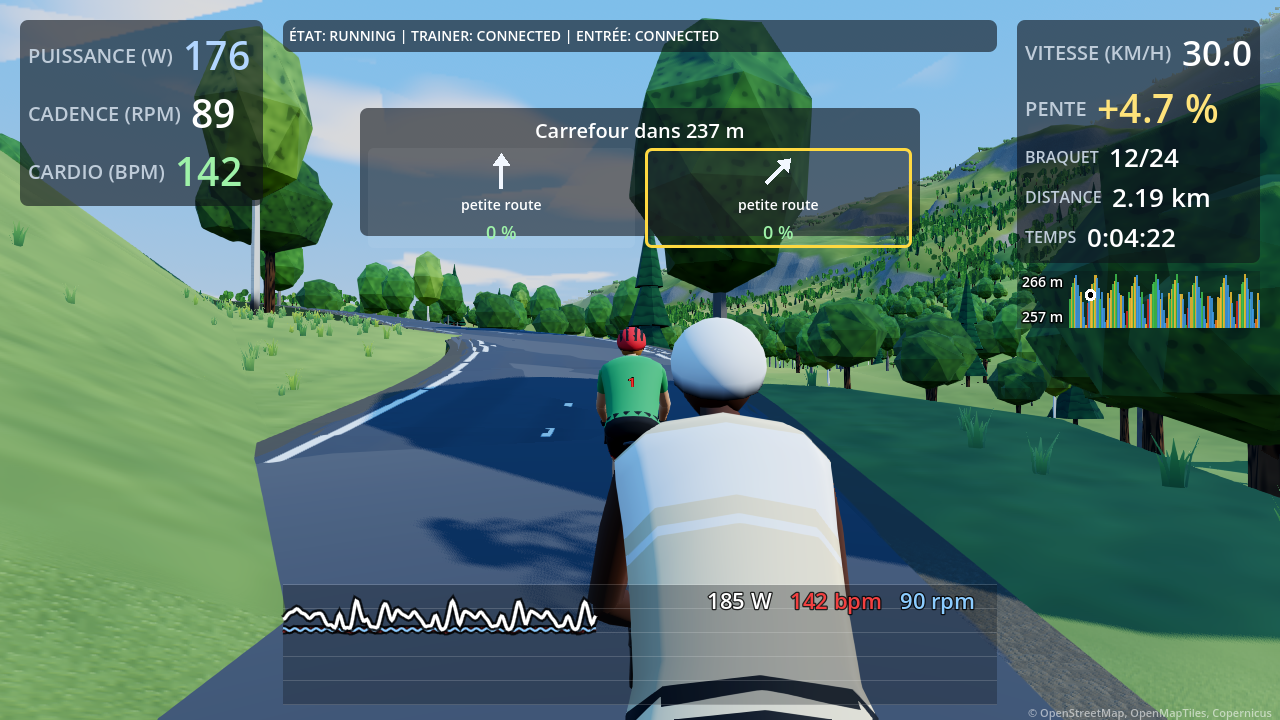 PUISSANCE (W) 176
CADENCE (RPM) 89
CARDIO (BPM) 142
ÉTAT: RUNNING | TRAINER: CONNECTED | ENTRÉE: CONNECTED
Carrefour dans 237 m
petite route
0 %
petite route
0 %
VITESSE (KM/H) 30.0
PENTE +4.7 %
BRAQUET 12/24
DISTANCE 2.19 km
TEMPS 0:04:22
266 m
257 m
1
185 W 142 bpm 90 rpm
© OpenStreetMap, OpenMapTiles, Copernicus